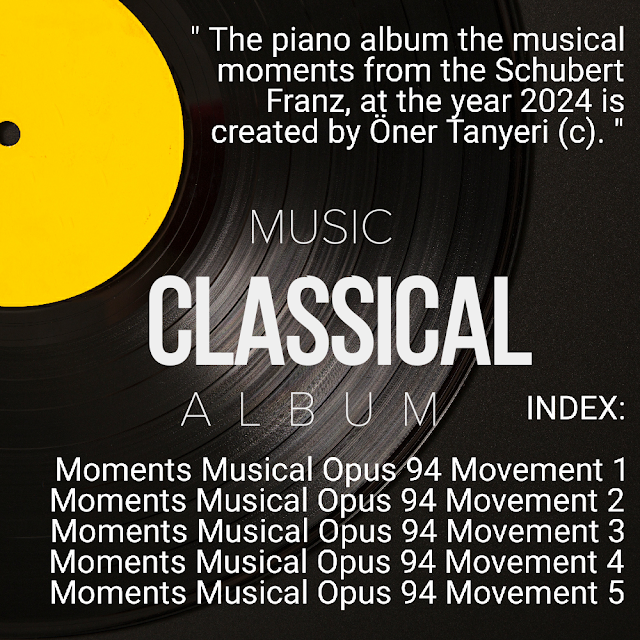 " The piano album the musical
moments from the Schubert
Franz, at the year 2024 is
created by Öner Tanyeri (c). "
MUSIC
CLASSICAL
ALBUM
INDEX:
Moments Musical Opus 94 Movement 1
Moments Musical Opus 94 Movement 2
Moments Musical Opus 94 Movement 3
Moments Musical Opus 94 Movement 4
Moments Musical Opus 94 Movement 5